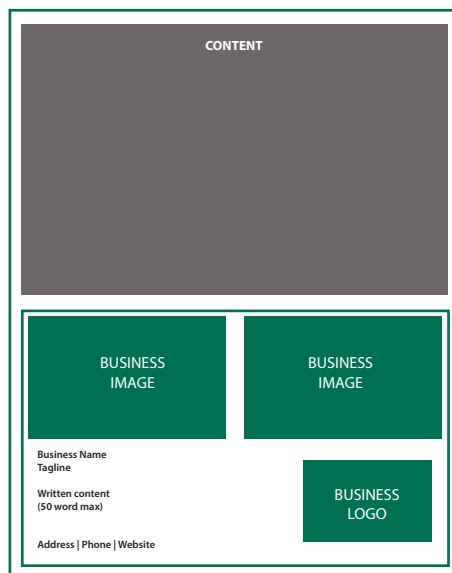 CONTENT
BUSINESS
IMAGE
BUSINESS
IMAGE
Business Name
Tagline
Written content
(50 word max)
BUSINESS
LOGO
Address | Phone | Website